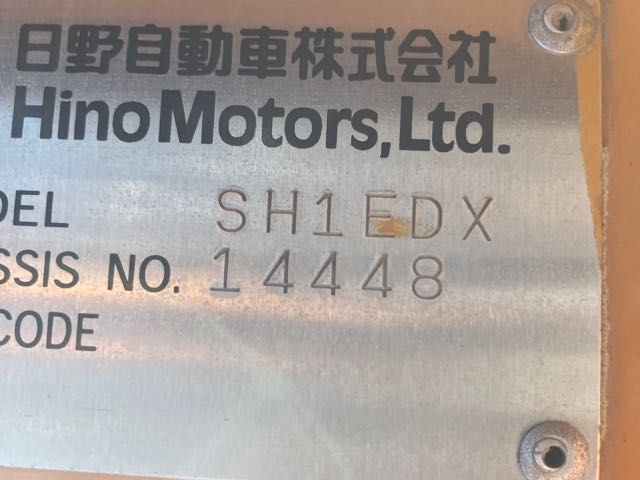 日野自動車株式会社
Hino Motors, Ltd.
DEL SH1EDX
SSIS NO. 14448
CODE